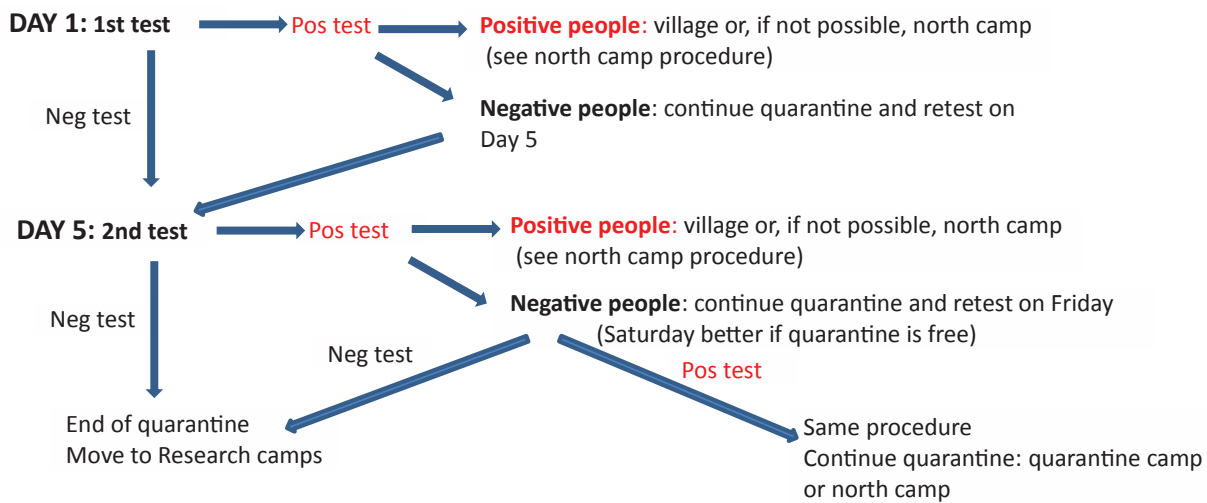 DAY 1: 1st test
Pos test
Positive people: village or, if not possible, north camp
(see north camp procedure)
Neg test
Negative people: continue quarantine and retest on
Day 5
DAY 5: 2nd test
Pos test
Positive people: village or, if not possible, north camp
(see north camp procedure)
Neg test
Negative people: continue quarantine and retest on Friday
(Saturday better if quarantine is free)
Neg test
Pos test
End of quarantine
Move to Research camps
Same procedure
Continue quarantine: quarantine camp
or north camp